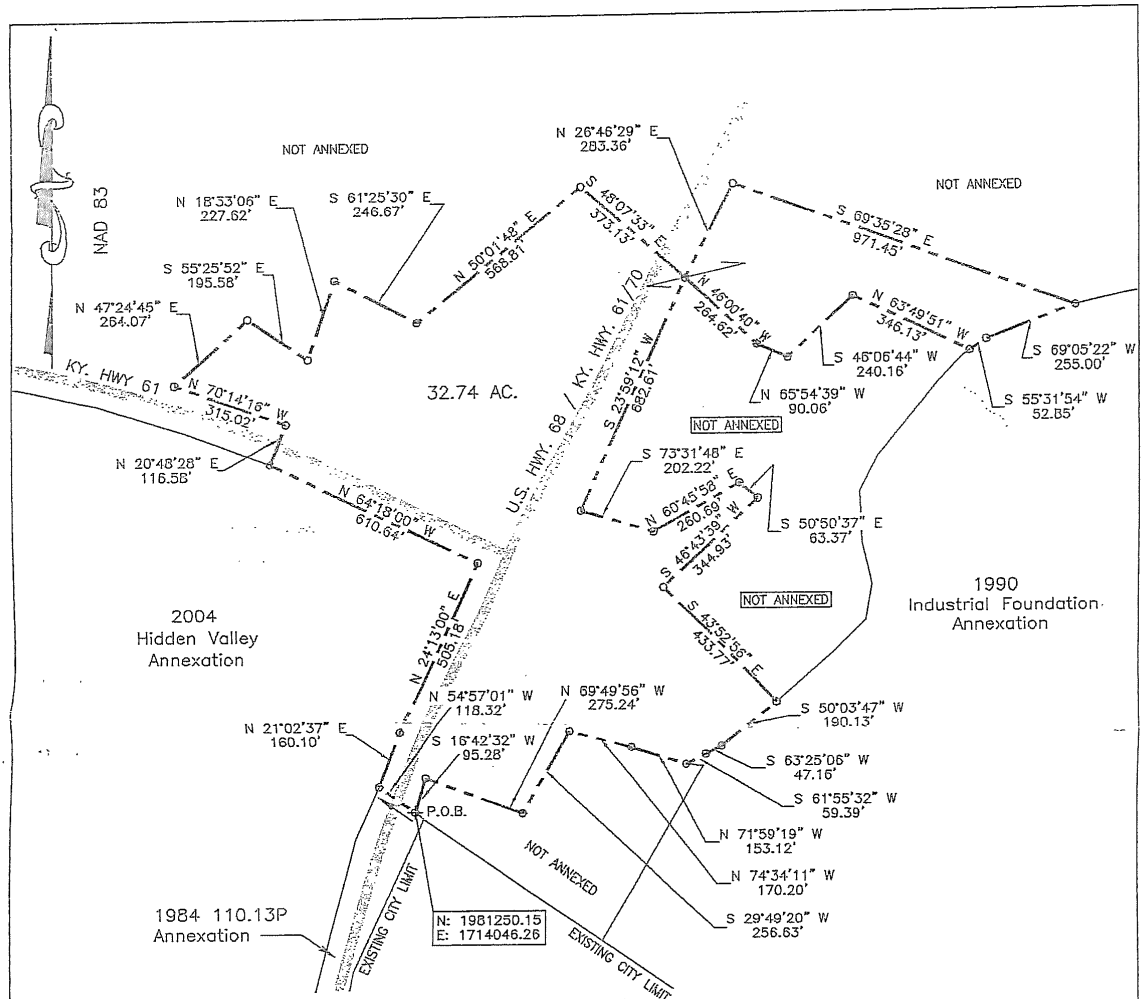 NAD 83
NOT ANNEXED
N 26°46'29" E
283.36'
NOT ANNEXED
N 18°33'06" E
227.62'
S 61°25'30" E
246.67'
S 55°25'52" E
195.58'
N 47°24'45" E
264.07'
N 50°01'48" E
568.81'
S 48°07'33" E
373.13'
S 69°35'28" E
971.45'
N 46°00'40" W
264.62'
N 63°49'51" W
346.13'
S 69°05'22" W
255.00'
S 46°06'44" W
240.16'
S 55°31'54" W
52.85'
N 65°54'39" W
90.06'
KY. HWY 61
N 70°14'16" W
315.02'
32.74 AC.
U.S. HWY. 68 / KY. HWY. 61/70
S 23°59'12" W
682.61'
NOT ANNEXED
N 20°48'28" E
116.58'
S 73°31'48" E
202.22'
N 60°45'58" E
260.69'
S 50°50'37" E
63.37'
N 64°18'00" W
610.64'
S 46°43'39" W
344.93'
NOT ANNEXED
1990
Industrial Foundation
Annexation
2004
Hidden Valley
Annexation
N 24°13'00" E
505.18'
S 43°52'56" E
433.77'
N 54°57'01" W
118.32'
N 69°49'56" W
275.24'
S 50°03'47" W
190.13'
N 21°02'37" E
160.10'
S 16°42'32" W
95.28'
S 63°25'06" W
47.16'
S 61°55'32" W
59.39'
P.O.B.
N 71°59'19" W
153.12'
N 74°34'11" W
170.20'
NOT ANNEXED
S 29°49'20" W
256.63'
1984 110.13P
Annexation
N: 1981250.15
E: 1714046.26
EXISTING CITY LIMIT
EXISTING CITY LIMIT